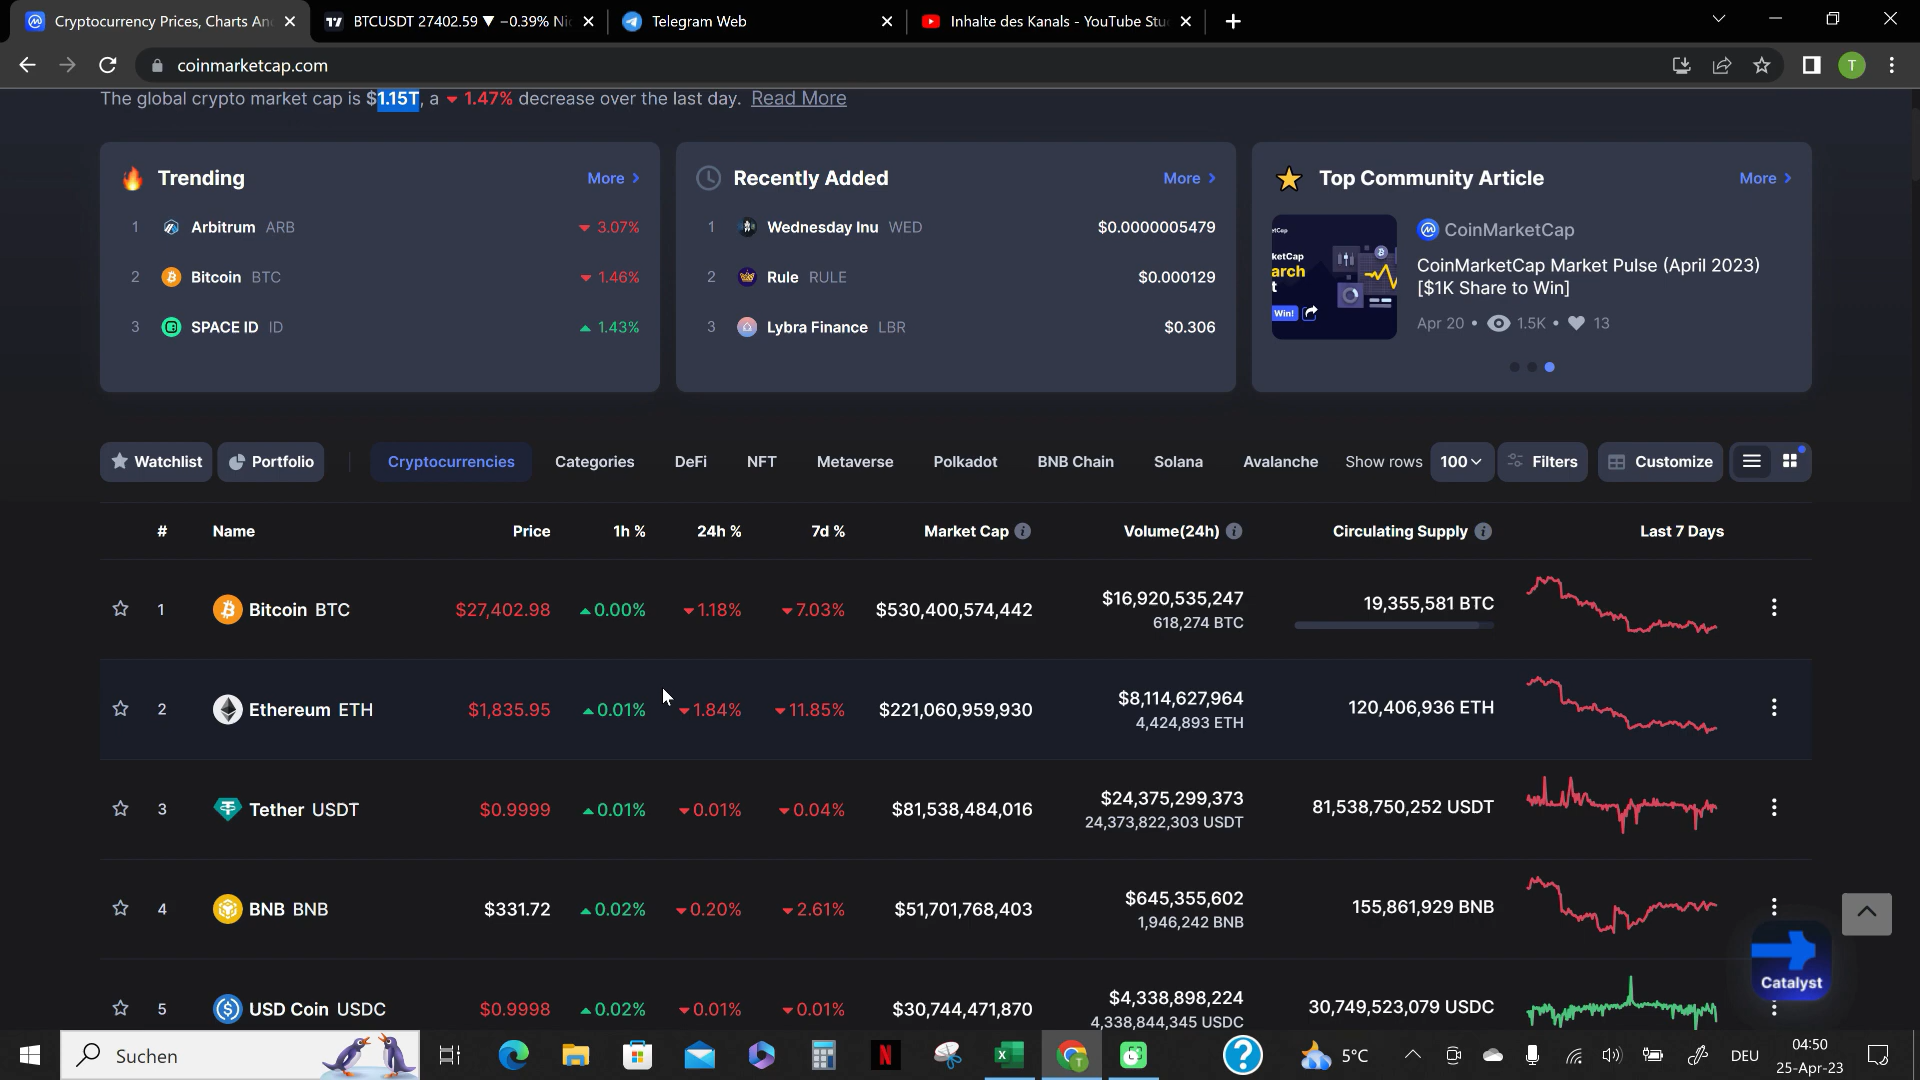 Cryptocurrency Prices, Charts An
BTCUSDT 27402.59 ▼ −0.39% Ni
Telegram Web
Inhalte des Kanals - YouTube Stu
coinmarketcap.com
T
The global crypto market cap is $1.15T, a ▼ 1.47% decrease over the last day. Read More
Trending
More >
1 Arbitrum ARB ▼ 3.07%
2 Bitcoin BTC ▼ 1.46%
3 SPACE ID ID ▲ 1.43%
Recently Added
More >
1 Wednesday Inu WED $0.0000005479
2 Rule RULE $0.000129
3 Lybra Finance LBR $0.306
Top Community Article
More >
ketCap
arch
t
Win!
CoinMarketCap
CoinMarketCap Market Pulse (April 2023)
[$1K Share to Win]
Apr 20 • 1.5K • 13
Watchlist Portfolio Cryptocurrencies Categories DeFi NFT Metaverse Polkadot BNB Chain Solana Avalanche Show rows 100 Filters Customize
# Name Price 1h % 24h % 7d % Market Cap Volume(24h) Circulating Supply Last 7 Days
1 Bitcoin BTC $27,402.98 ▲0.00% ▼1.18% ▼7.03% $530,400,574,442 $16,920,535,247 19,355,581 BTC
618,274 BTC
2 Ethereum ETH $1,835.95 ▲0.01% ▼1.84% ▼11.85% $221,060,959,930 $8,114,627,964 120,406,936 ETH
4,424,893 ETH
3 Tether USDT $0.9999 ▲0.01% ▼0.01% ▼0.04% $81,538,484,016 $24,375,299,373 81,538,750,252 USDT
24,373,822,303 USDT
4 BNB BNB $331.72 ▲0.02% ▼0.20% ▼2.61% $51,701,768,403 $645,355,602 155,861,929 BNB
1,946,242 BNB
5 USD Coin USDC $0.9998 ▲0.02% ▼0.01% ▼0.01% $30,744,471,870 $4,338,898,224 30,749,523,079 USDC
4,338,844,345 USDC
Catalyst
Suchen
5°C
DEU
04:50
25-Apr-23